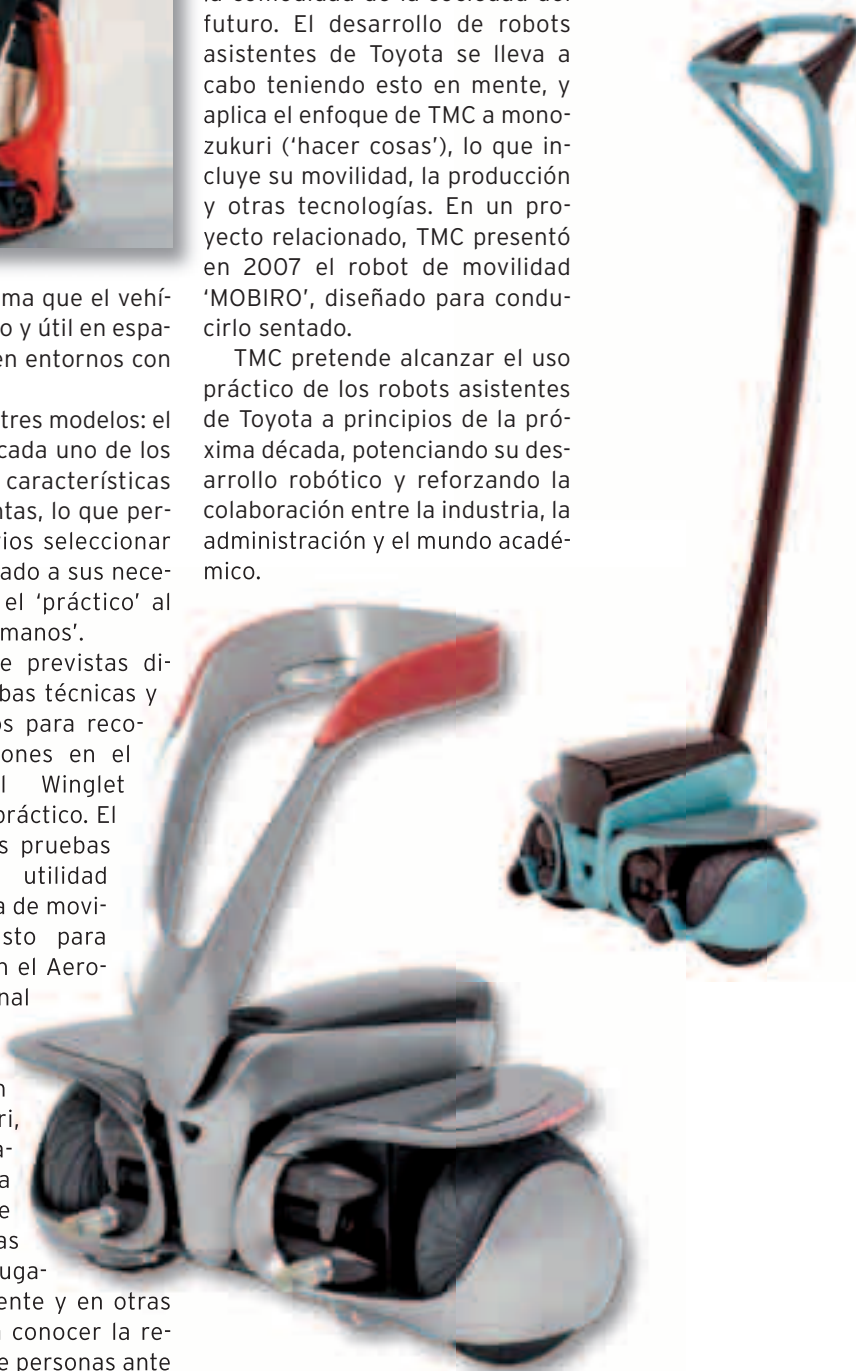 ma que el vehí-
o y útil en espa-
en entornos con
tres modelos: el
cada uno de los
características
ntas, lo que per-
ios seleccionar
ado a sus nece-
el ‘práctico’ al
manos’.
e previstas di-
bas técnicas y
os para reco-
ones en el
l Winglet
práctico. El
s pruebas
utilidad
a de movi-
sto para
n el Aero-
nal
n
ri,
a-
a
e
as
uga-
ente y en otras
conocer la re-
e personas ante
la comodidad de la sociedad del
futuro. El desarrollo de robots
asistentes de Toyota se lleva a
cabo teniendo esto en mente, y
aplica el enfoque de TMC a mono-
zukuri (‘hacer cosas’), lo que in-
cluye su movilidad, la producción
y otras tecnologías. En un pro-
yecto relacionado, TMC presentó
en 2007 el robot de movilidad
‘MOBIRO’, diseñado para condu-
cirlo sentado.
TMC pretende alcanzar el uso
práctico de los robots asistentes
de Toyota a principios de la pró-
xima década, potenciando su des-
arrollo robótico y reforzando la
colaboración entre la industria, la
administración y el mundo acadé-
mico.